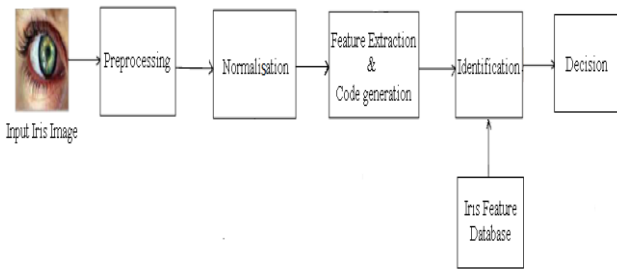 Input Iris Image
Preprocessing
Normalisation
Feature Extraction
&
Code generation
Identification
Decision
Iris Feature
Database